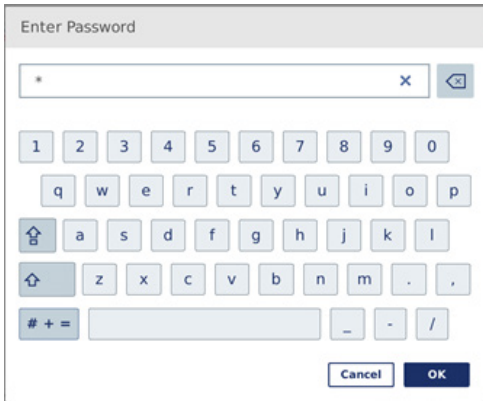 Enter Password
*
1 2 3 4 5 6 7 8 9 0
q w e r t y u i o p
a s d f g h j k l
z x c v b n m . ,
# + = _ - /
Cancel OK